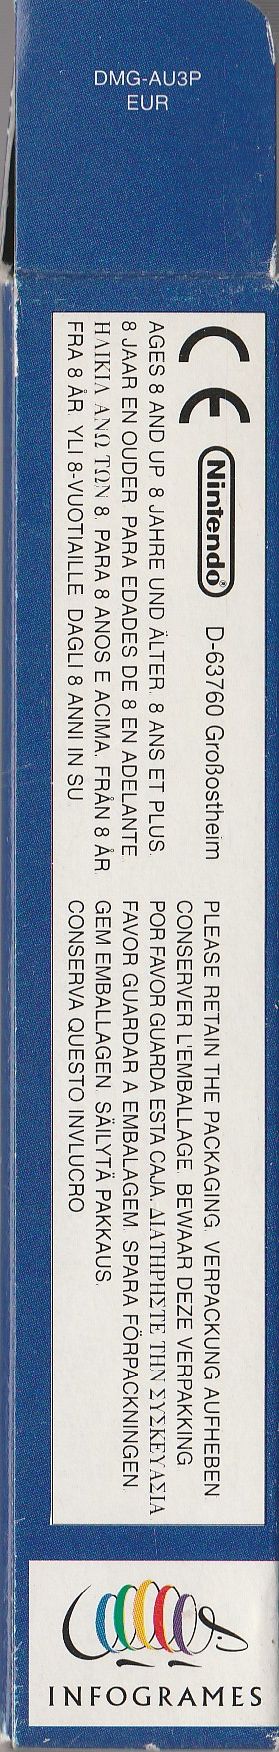 DMG-AU3P
EUR
CE Nintendo® D-63760 Großostheim
AGES 8 AND UP. 8 JAHRE UND ÄLTER. 8 ANS ET PLUS.
8 JAAR EN OUDER. PARA EDADES DE 8 EN ADELANTE.
ΗΛΙΚΙΑ ΑΝΩ ΤΩΝ 8. PARA 8 ANOS E ACIMA. FRÅN 8 ÅR.
FRA 8 ÅR. YLI 8-VUOTIAILLE. DAGLI 8 ANNI IN SU
PLEASE RETAIN THE PACKAGING. VERPACKUNG AUFHEBEN.
CONSERVER L'EMBALLAGE. BEWAAR DEZE VERPAKKING.
POR FAVOR GUARDA ESTA CAJA. ΔΙΑΤΗΡΗΣΤΕ ΤΗΝ ΣΥΣΚΕΥΑΣΙΑ
FAVOR GUARDAR A EMBALAGEM. SPARA FÖRPACKNINGEN
GEM EMBALLAGEN. SÄILYTÄ PAKKAUS.
CONSERVA QUESTO INVLUCRO
INFOGRAMES